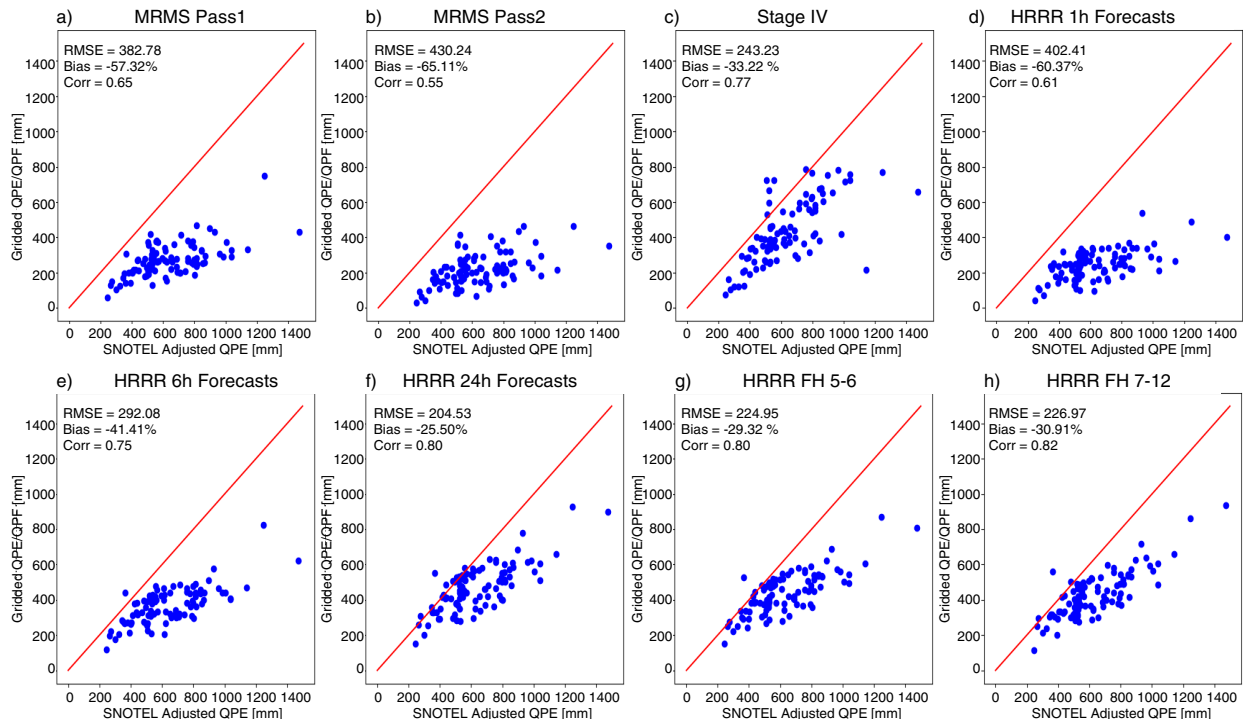 a) MRMS Pass1
RMSE = 382.78
Bias = -57.32%
Corr = 0.65
Gridded QPE/QPF [mm]
1400
1200
1000
800
600
400
200
0
0 200 400 600 800 1000 1200 1400
SNOTEL Adjusted QPE [mm]
b) MRMS Pass2
RMSE = 430.24
Bias = -65.11%
Corr = 0.55
Gridded QPE/QPF [mm]
1400
1200
1000
800
600
400
200
0
0 200 400 600 800 1000 1200 1400
SNOTEL Adjusted QPE [mm]
c) Stage IV
RMSE = 243.23
Bias = -33.22 %
Corr = 0.77
Gridded QPE/QPF [mm]
1400
1200
1000
800
600
400
200
0
0 200 400 600 800 1000 1200 1400
SNOTEL Adjusted QPE [mm]
d) HRRR 1h Forecasts
RMSE = 402.41
Bias = -60.37%
Corr = 0.61
Gridded QPE/QPF [mm]
1400
1200
1000
800
600
400
200
0
0 200 400 600 800 1000 1200 1400
SNOTEL Adjusted QPE [mm]
e) HRRR 6h Forecasts
RMSE = 292.08
Bias = -41.41%
Corr = 0.75
Gridded QPE/QPF [mm]
1400
1200
1000
800
600
400
200
0
0 200 400 600 800 1000 1200 1400
SNOTEL Adjusted QPE [mm]
f) HRRR 24h Forecasts
RMSE = 204.53
Bias = -25.50%
Corr = 0.80
Gridded QPE/QPF [mm]
1400
1200
1000
800
600
400
200
0
0 200 400 600 800 1000 1200 1400
SNOTEL Adjusted QPE [mm]
g) HRRR FH 5-6
RMSE = 224.95
Bias = -29.32 %
Corr = 0.80
Gridded QPE/QPF [mm]
1400
1200
1000
800
600
400
200
0
0 200 400 600 800 1000 1200 1400
SNOTEL Adjusted QPE [mm]
h) HRRR FH 7-12
RMSE = 226.97
Bias = -30.91%
Corr = 0.82
Gridded QPE/QPF [mm]
1400
1200
1000
800
600
400
200
0
0 200 400 600 800 1000 1200 1400
SNOTEL Adjusted QPE [mm]